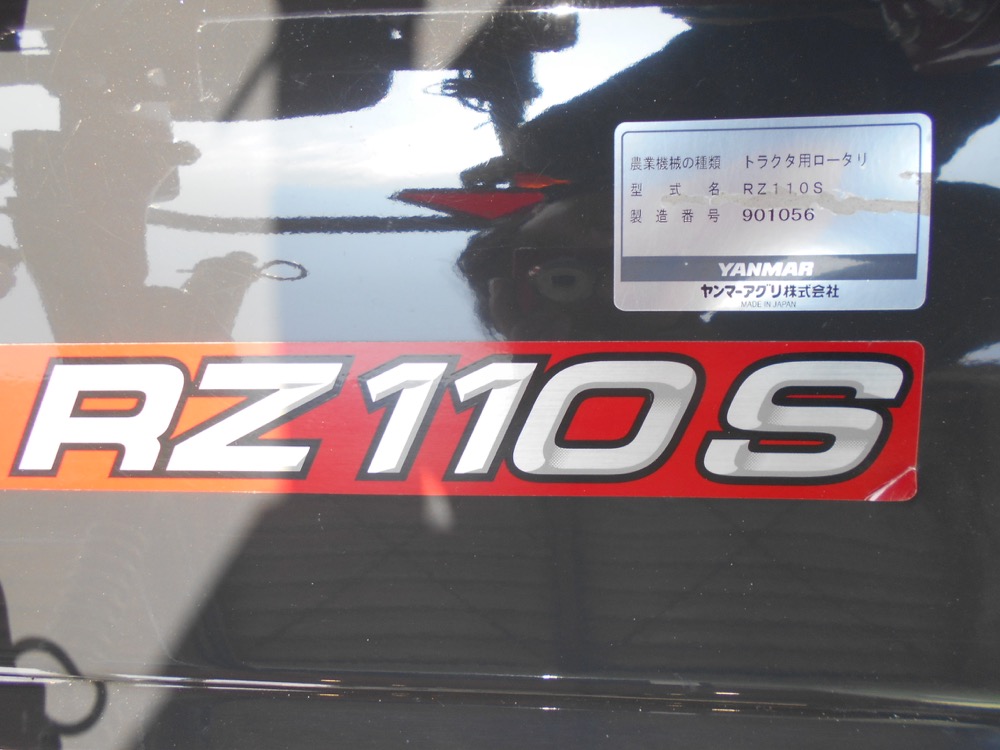 農業機械の種類 トラクタ用ロータリ
型式名 RZ110S
製造番号 901056
YANMAR
ヤンマーアグリ株式会社
MADE IN JAPAN
RZ110S